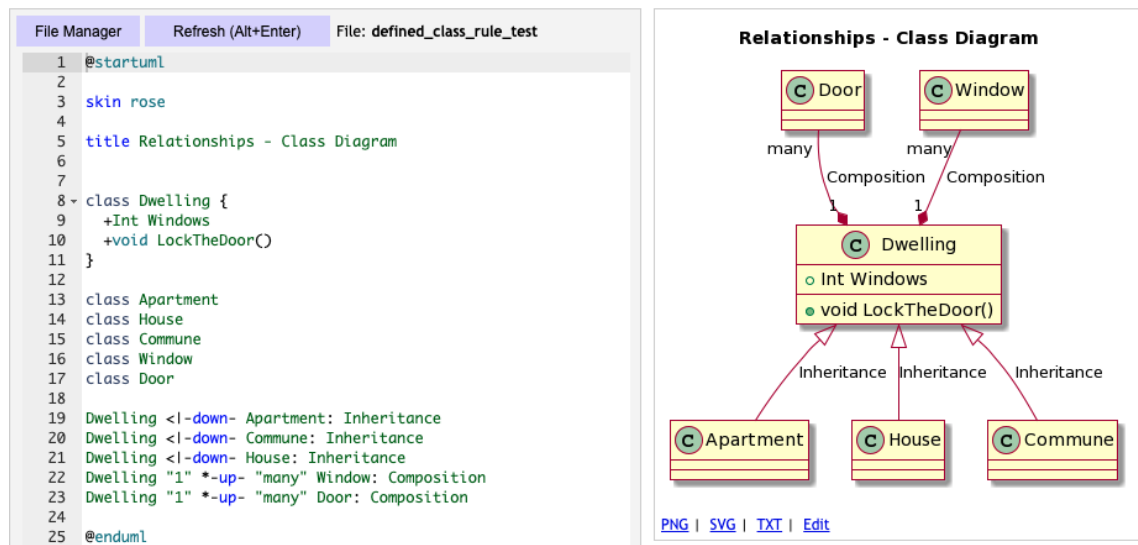 File Manager Refresh (Alt+Enter) File: defined_class_rule_test
1 @startuml
2
3 skin rose
4
5 title Relationships - Class Diagram
6
7
8 class Dwelling {
9 +Int Windows
10 +void LockTheDoor()
11 }
12
13 class Apartment
14 class House
15 class Commune
16 class Window
17 class Door
18
19 Dwelling <|-down- Apartment: Inheritance
20 Dwelling <|-down- Commune: Inheritance
21 Dwelling <|-down- House: Inheritance
22 Dwelling "1" *-up- "many" Window: Composition
23 Dwelling "1" *-up- "many" Door: Composition
24
25 @enduml
Relationships - Class Diagram
C Door C Window
many many
Composition Composition
1 1
C Dwelling
Int Windows
void LockTheDoor()
Inheritance Inheritance Inheritance
C Apartment C House C Commune
PNG | SVG | TXT | Edit